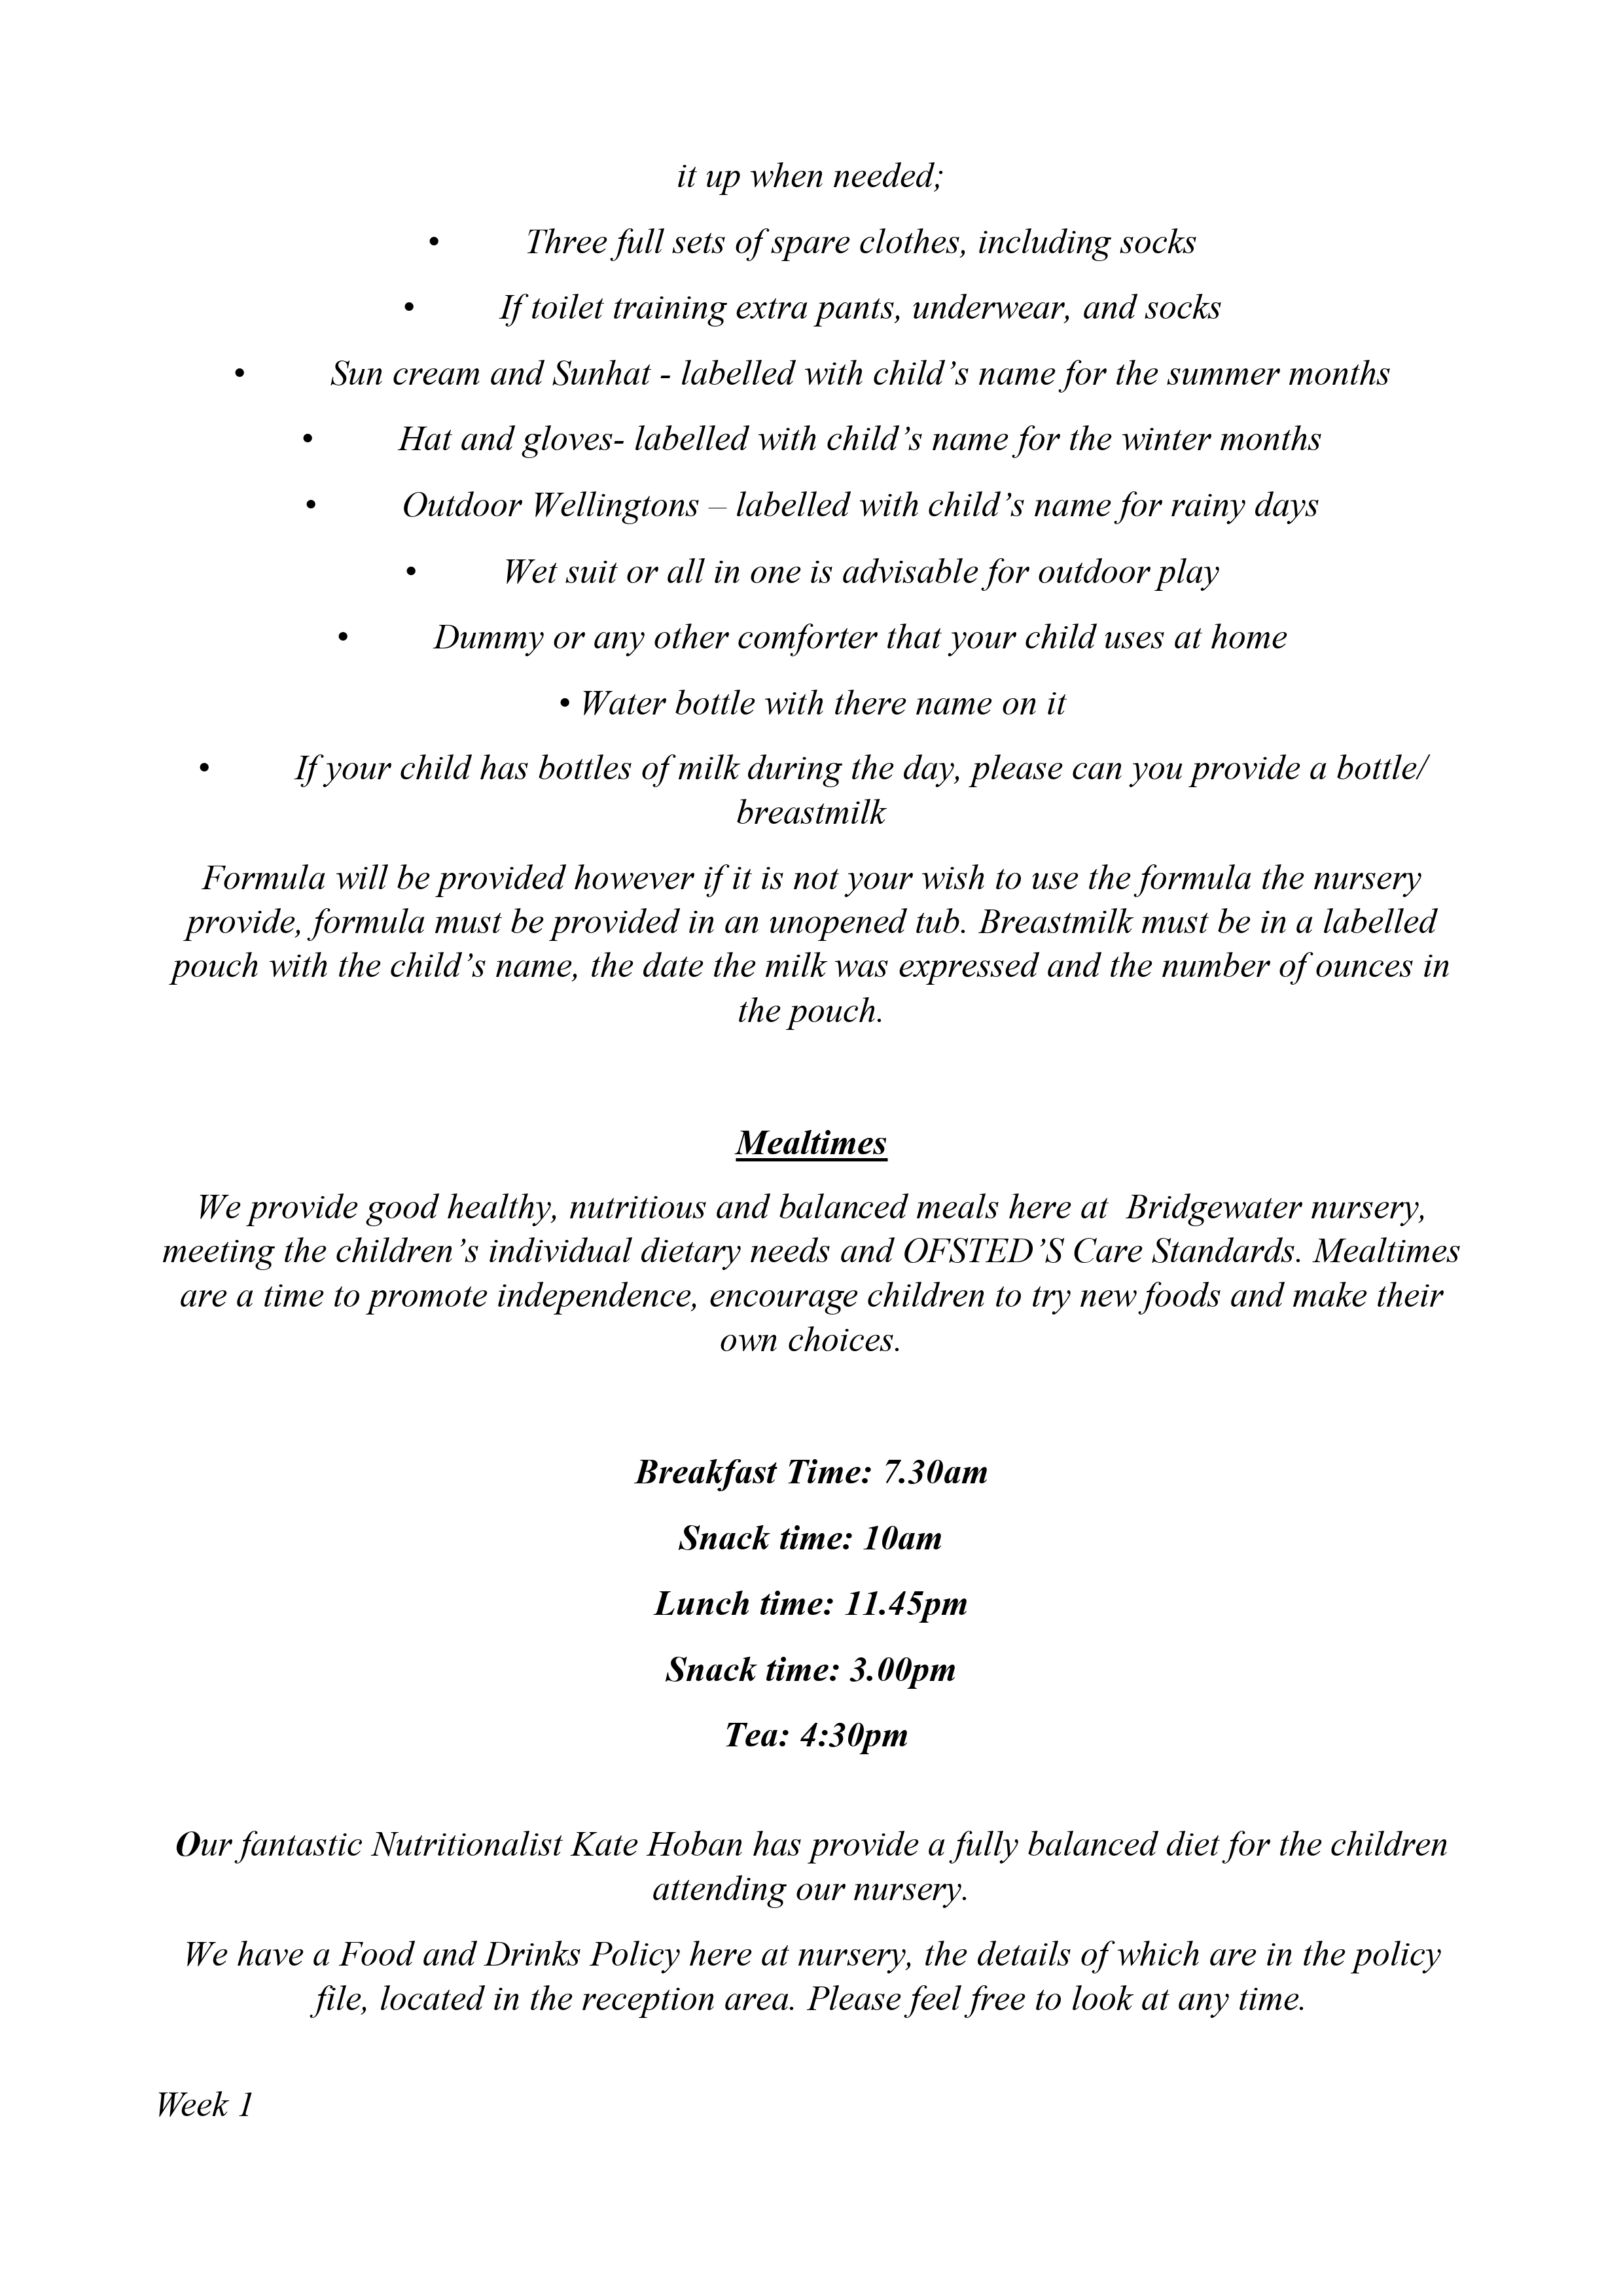 it up when needed;
• Three full sets of spare clothes, including socks
• If toilet training extra pants, underwear, and socks
• Sun cream and Sunhat - labelled with child’s name for the summer months
• Hat and gloves- labelled with child’s name for the winter months
• Outdoor Wellingtons – labelled with child’s name for rainy days
• Wet suit or all in one is advisable for outdoor play
• Dummy or any other comforter that your child uses at home
• Water bottle with there name on it
• If your child has bottles of milk during the day, please can you provide a bottle/
breastmilk
Formula will be provided however if it is not your wish to use the formula the nursery
provide, formula must be provided in an unopened tub. Breastmilk must be in a labelled
pouch with the child’s name, the date the milk was expressed and the number of ounces in
the pouch.
Mealtimes
We provide good healthy, nutritious and balanced meals here at  Bridgewater nursery,
meeting the children’s individual dietary needs and OFSTED’S Care Standards. Mealtimes
are a time to promote independence, encourage children to try new foods and make their
own choices.
Breakfast Time: 7.30am
Snack time: 10am
Lunch time: 11.45pm
Snack time: 3.00pm
Tea: 4:30pm
Our fantastic Nutritionalist Kate Hoban has provide a fully balanced diet for the children
attending our nursery.
We have a Food and Drinks Policy here at nursery, the details of which are in the policy
file, located in the reception area. Please feel free to look at any time.
Week 1